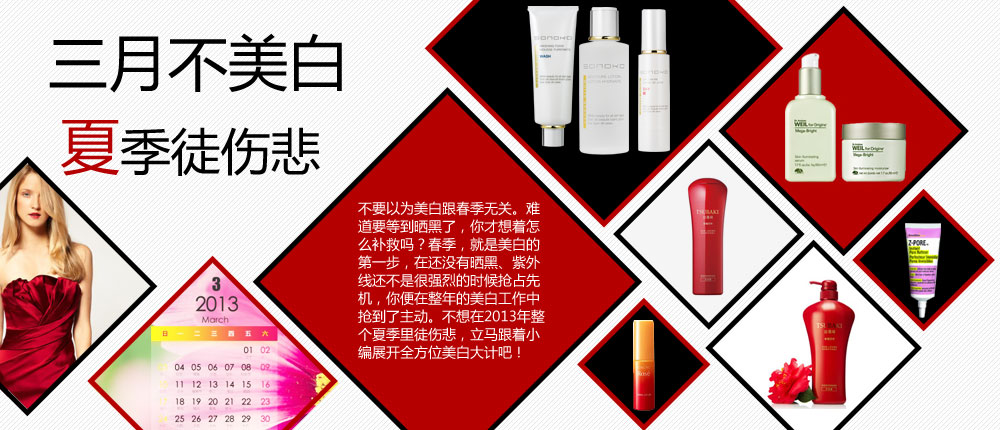 三月不美白
夏季徒伤悲
不要以为美白跟春季无关。难
道要等到晒黑了，你才想着怎
么补救吗？春季，就是美白的
第一步，在还没有晒黑、紫外
线还不是很强烈的时候抢占先
机，你便在整年的美白工作中
抢到了主动。不想在2013年整
个夏季里徒伤悲，立马跟着小
编展开全方位美白大计吧！
3
2013
March
日 一 二 三 四 五 六
01 02
04 05 06 07 08 09
11 12 13 14 15 16
18 19 20 21 22 23
25 26 27 28 29 30
WASH
WEIL for Origins
Mega-Bright
WEIL for Origins
Mega-Bright
TSUBAKI
Z-PORE
TSUBAKI
ROSE